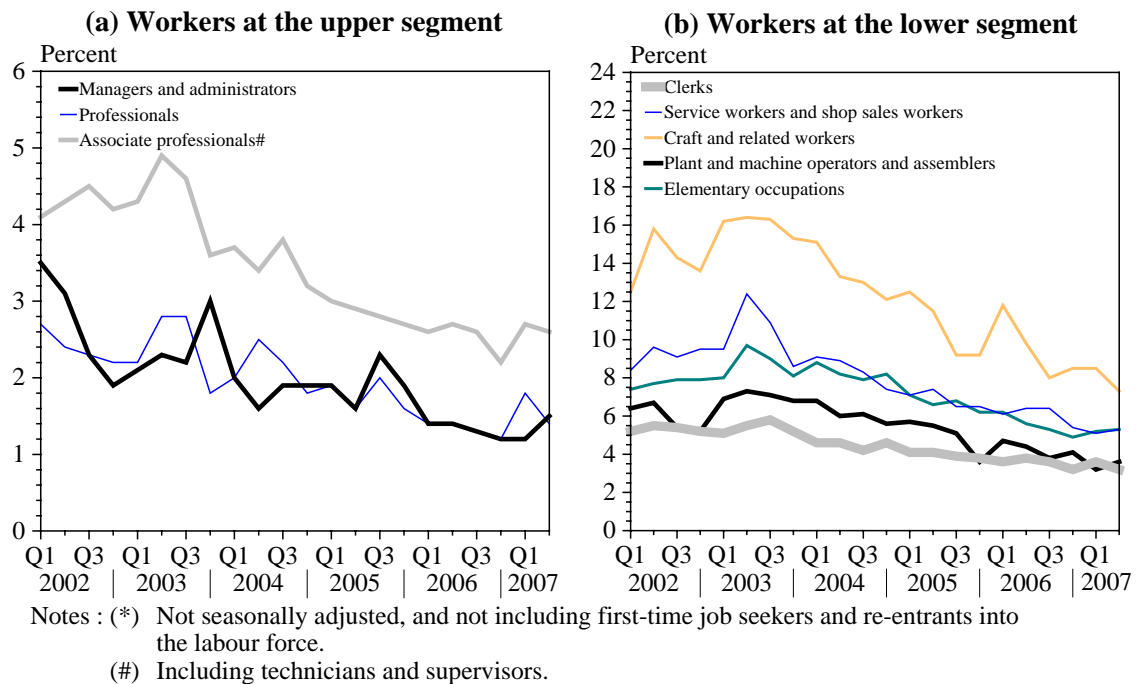 (a) Workers at the upper segment
Percent
6
5
4
3
2
1
0
Managers and administrators
Professionals
Associate professionals#
Q1 Q3 Q1 Q3 Q1 Q3 Q1 Q3 Q1 Q3 Q1
2002 2003 2004 2005 2006 2007
(b) Workers at the lower segment
Percent
24
22
20
18
16
14
12
10
8
6
4
2
0
Clerks
Service workers and shop sales workers
Craft and related workers
Plant and machine operators and assemblers
Elementary occupations
Q1 Q3 Q1 Q3 Q1 Q3 Q1 Q3 Q1 Q3 Q1
2002 2003 2004 2005 2006 2007
Notes : (*) Not seasonally adjusted, and not including first-time job seekers and re-entrants into
the labour force.
(#) Including technicians and supervisors.